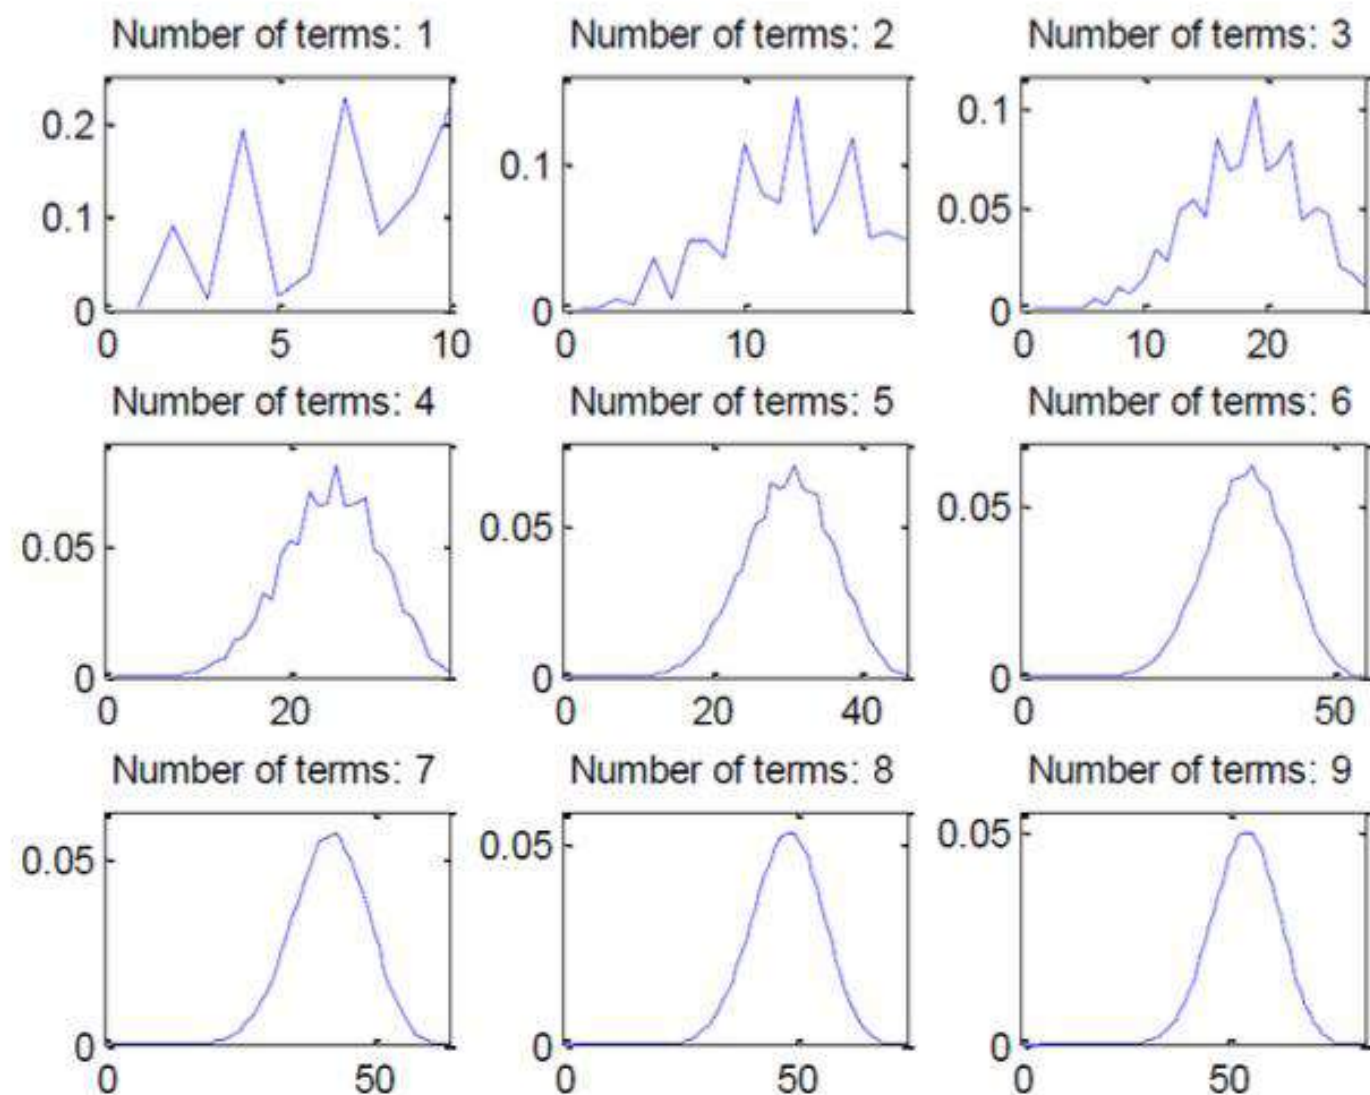 Number of terms: 1
0.2
0.1
0
0 5 10
Number of terms: 2
0.1
0
10
Number of terms: 3
0.1
0.05
0
0 10 20
Number of terms: 4
0.05
0
0 20
Number of terms: 5
0.05
0
0 20 40
Number of terms: 6
0.05
0
0 50
Number of terms: 7
0.05
0
0 50
Number of terms: 8
0.05
0
0 50
Number of terms: 9
0.05
0
0 50